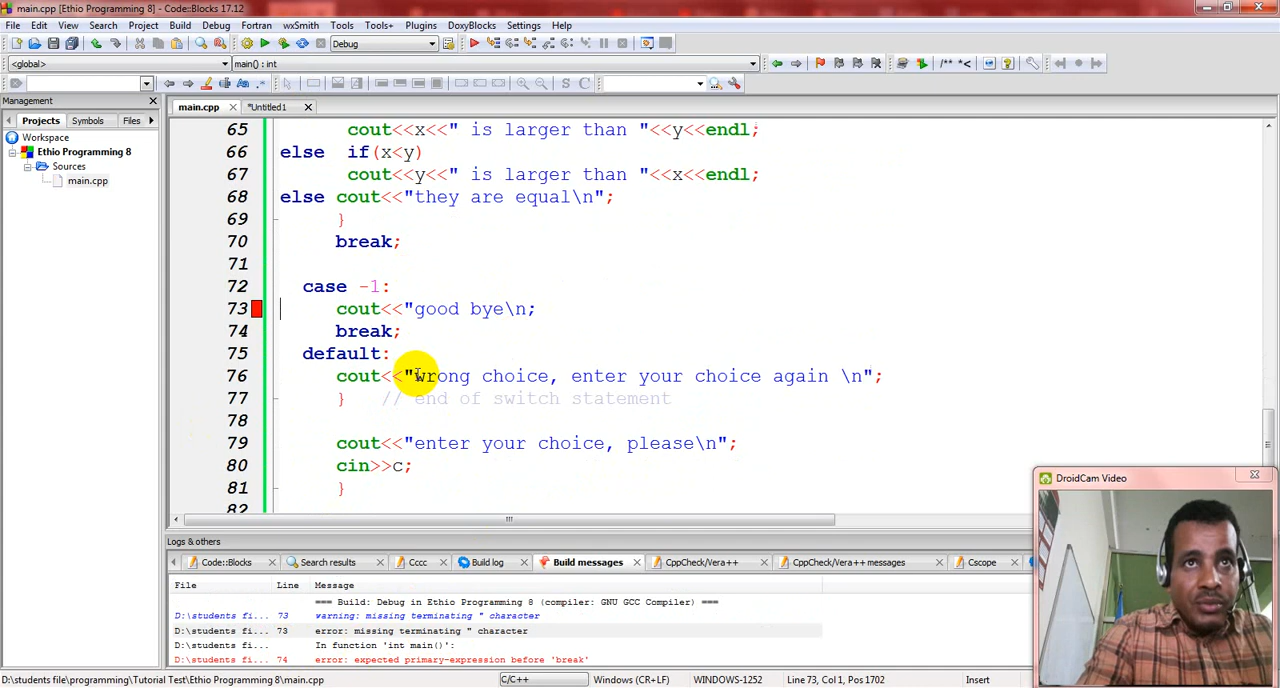 main.cpp [Ethio Programming 8] - Code::Blocks 17.12
File Edit View Search Project Build Debug Fortran wxSmith Tools Tools+ Plugins DoxyBlocks Settings Help
Debug
<global> main() : int
/** *<
Aa .* S C
Management
main.cpp *Untitled1
Projects Symbols Files
Workspace
Ethio Programming 8
Sources
main.cpp
65 cout<<x<<" is larger than "<<y<<endl;
66 else if(x<y)
67 cout<<y<<" is larger than "<<x<<endl;
68 else cout<<"they are equal\n";
69 }
70 break;
71
72 case -1:
73 cout<<"good bye\n;
74 break;
75 default:
76 cout<<"wrong choice, enter your choice again \n";
77 } // end of switch statement
78
79 cout<<"enter your choice, please\n";
80 cin>>c;
81 }
82
DroidCam Video
Logs & others
Code::Blocks Search results Cccc Build log Build messages CppCheck/Vera++ CppCheck/Vera++ messages Cscope
File Line Message
=== Build: Debug in Ethio Programming 8 (compiler: GNU GCC Compiler) ===
D:\students fi... 73 warning: missing terminating " character
D:\students fi... 73 error: missing terminating " character
D:\students fi... In function 'int main()':
D:\students fi... 74 error: expected primary-expression before 'break'
D:\students file\programming\Tutorial Test\Ethio Programming 8\main.cpp C/C++ Windows (CR+LF) WINDOWS-1252 Line 73, Col 1, Pos 1702 Insert